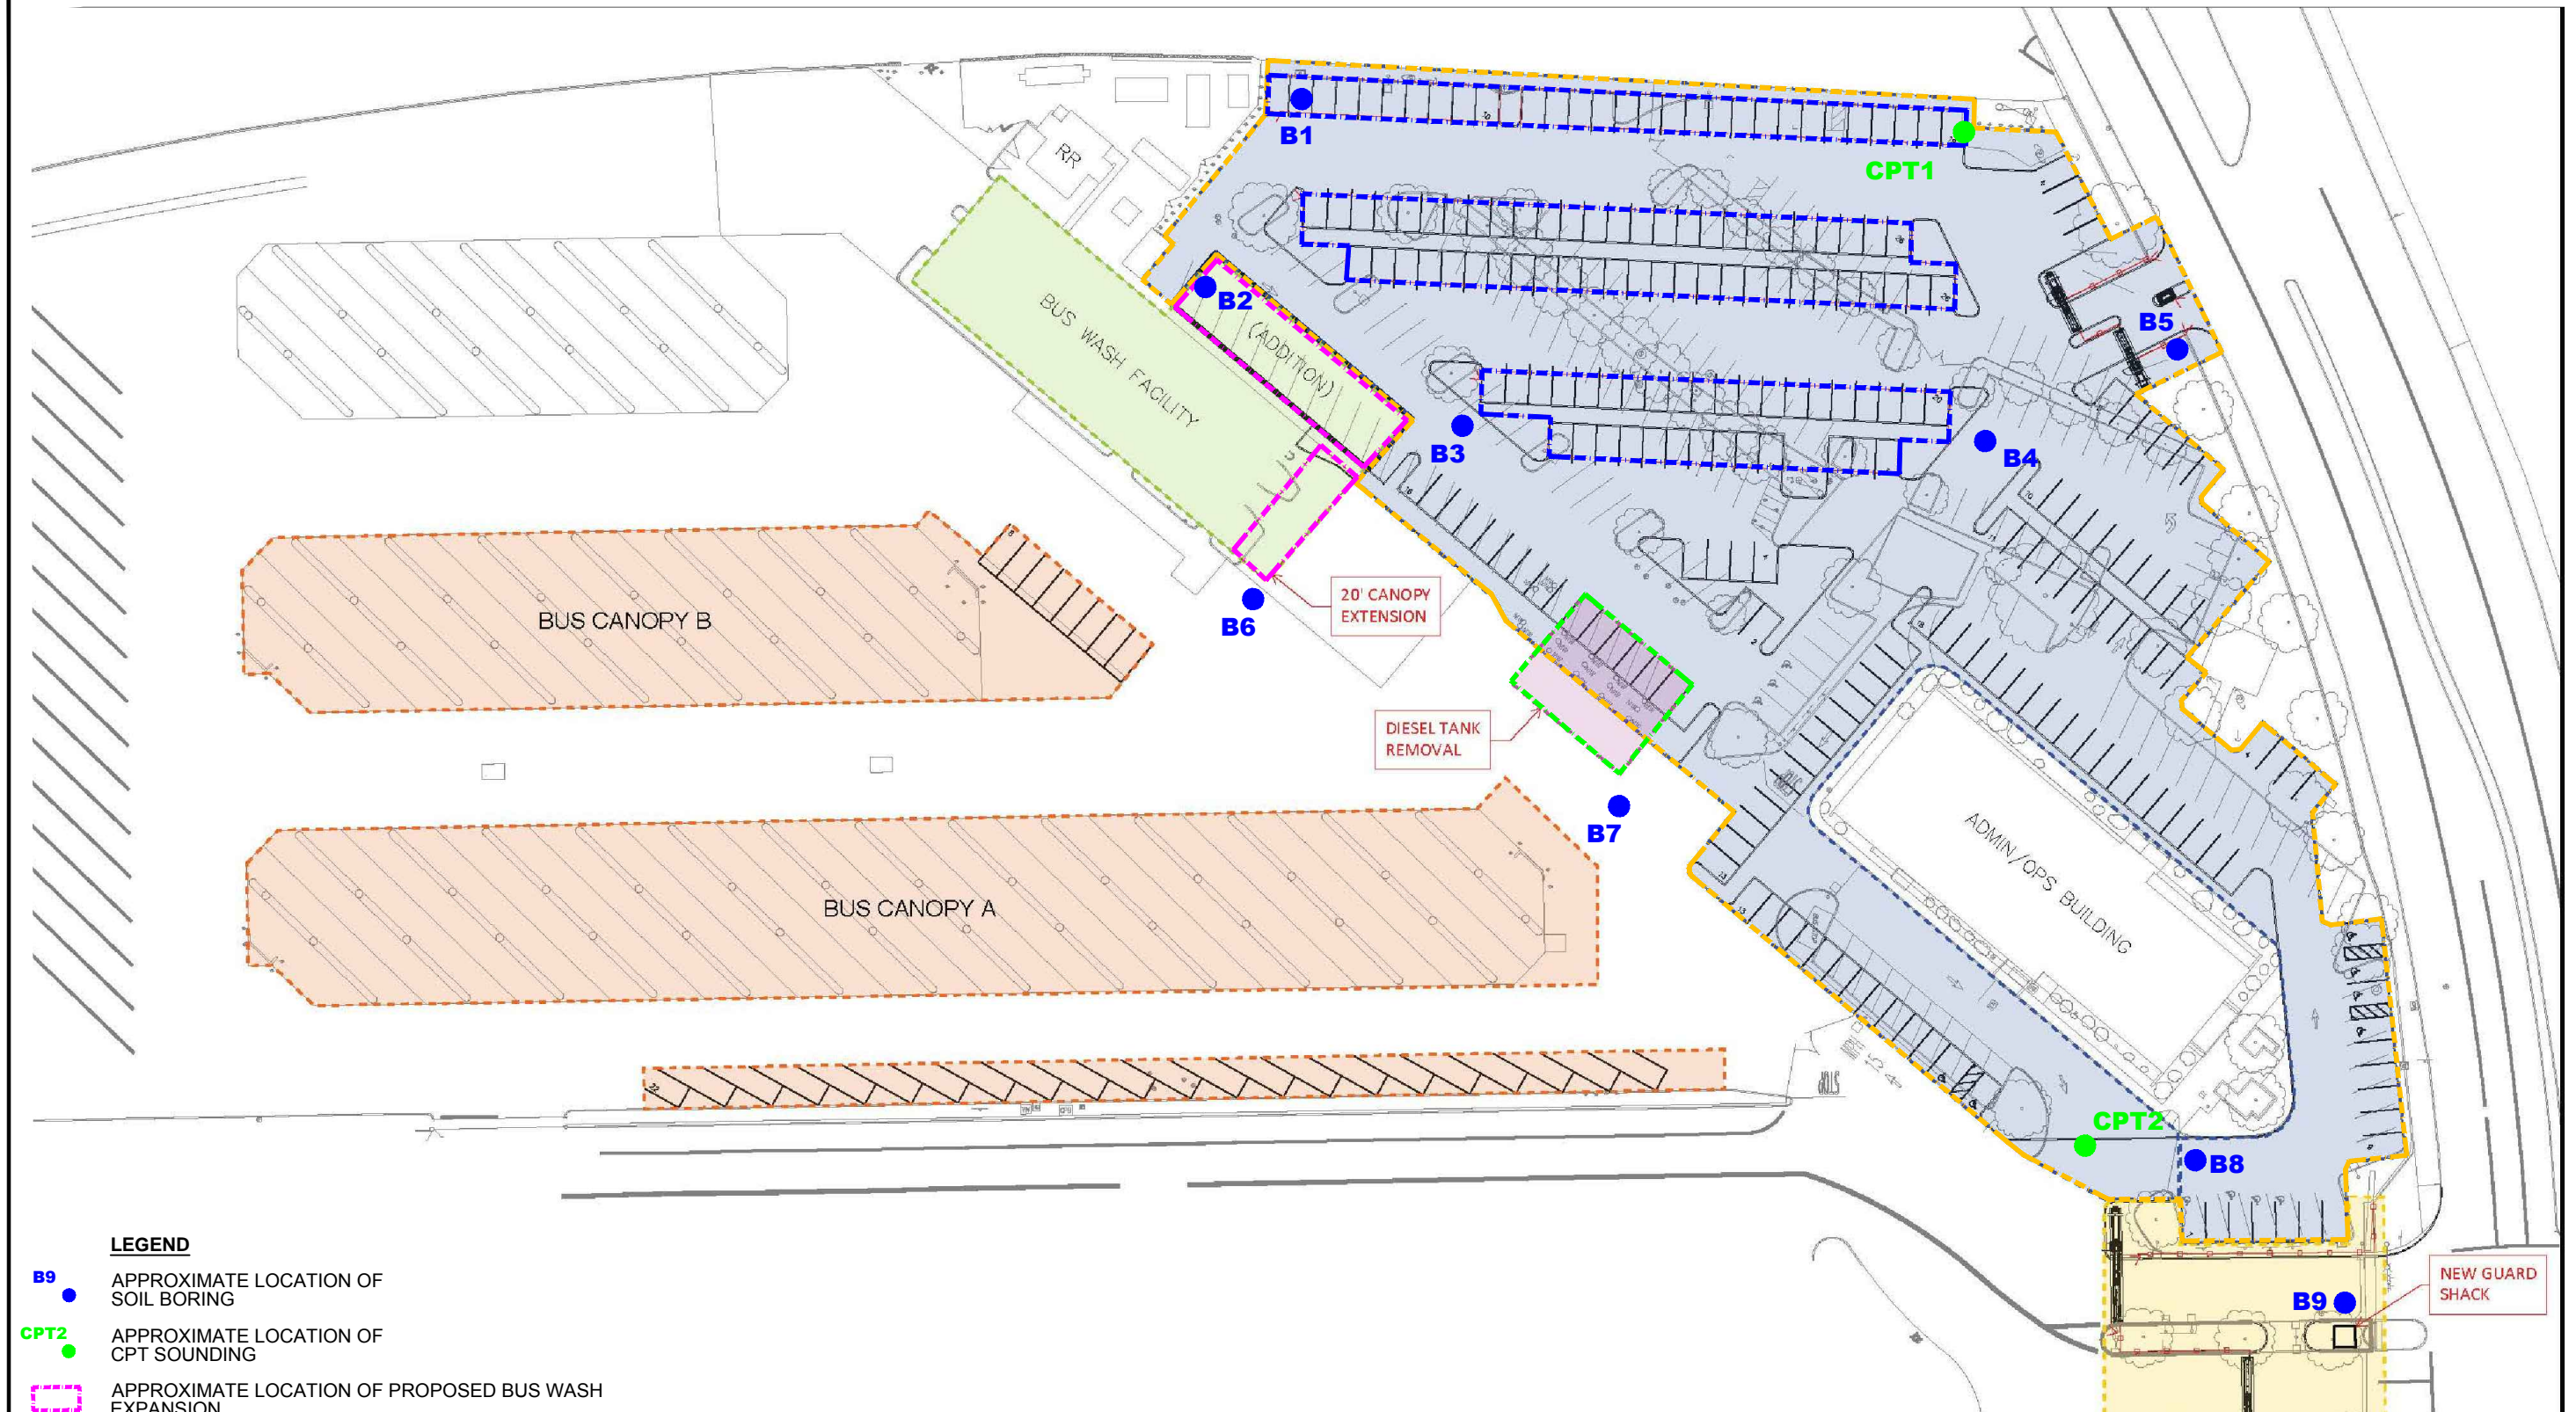 B1
CPT1
RR
B2
(ADDITION)
BUS WASH FACILITY
B5
B3
B4
20' CANOPY
EXTENSION
B6
BUS CANOPY B
DIESEL TANK
REMOVAL
B7
ADMIN/OPS BUILDING
BUS CANOPY A
22
STOP
CPT2
B8
LEGEND
B9
APPROXIMATE LOCATION OF
SOIL BORING
CPT2
APPROXIMATE LOCATION OF
CPT SOUNDING
APPROXIMATE LOCATION OF PROPOSED BUS WASH
EXPANSION
B9
NEW GUARD
SHACK